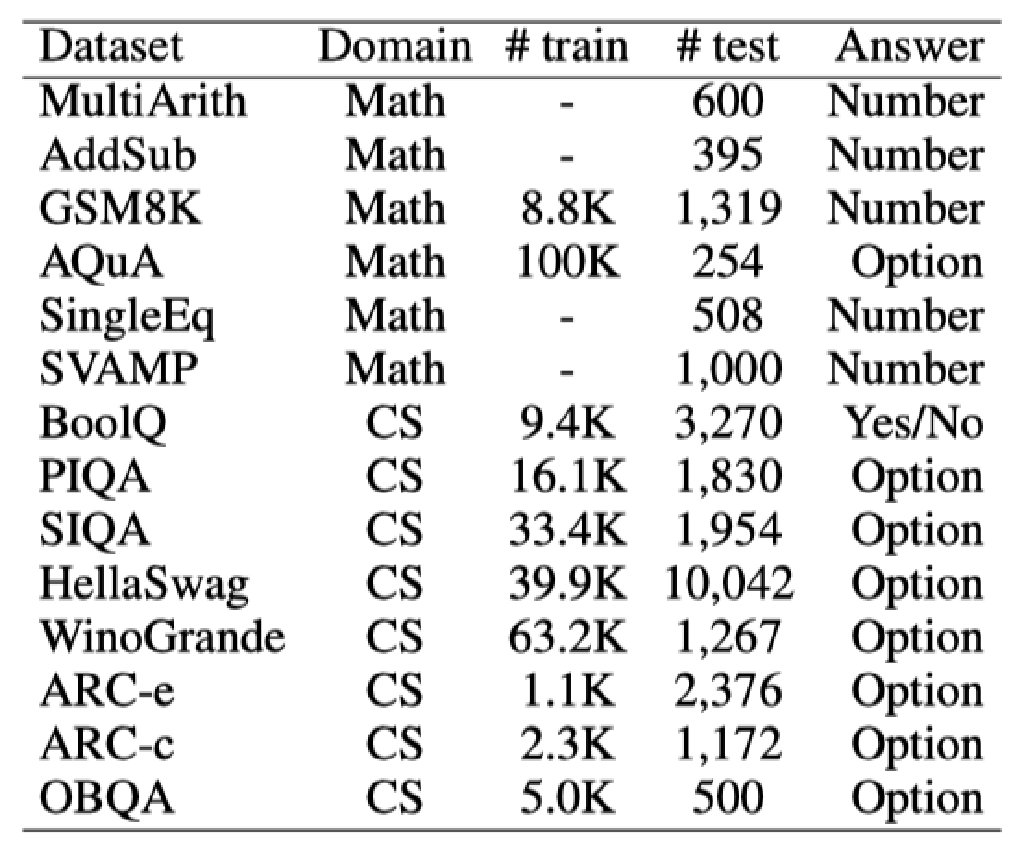 Dataset Domain # train # test Answer
MultiArith Math - 600 Number
AddSub Math - 395 Number
GSM8K Math 8.8K 1,319 Number
AQuA Math 100K 254 Option
SingleEq Math - 508 Number
SVAMP Math - 1,000 Number
BoolQ CS 9.4K 3,270 Yes/No
PIQA CS 16.1K 1,830 Option
SIQA CS 33.4K 1,954 Option
HellaSwag CS 39.9K 10,042 Option
WinoGrande CS 63.2K 1,267 Option
ARC-e CS 1.1K 2,376 Option
ARC-c CS 2.3K 1,172 Option
OBQA CS 5.0K 500 Option